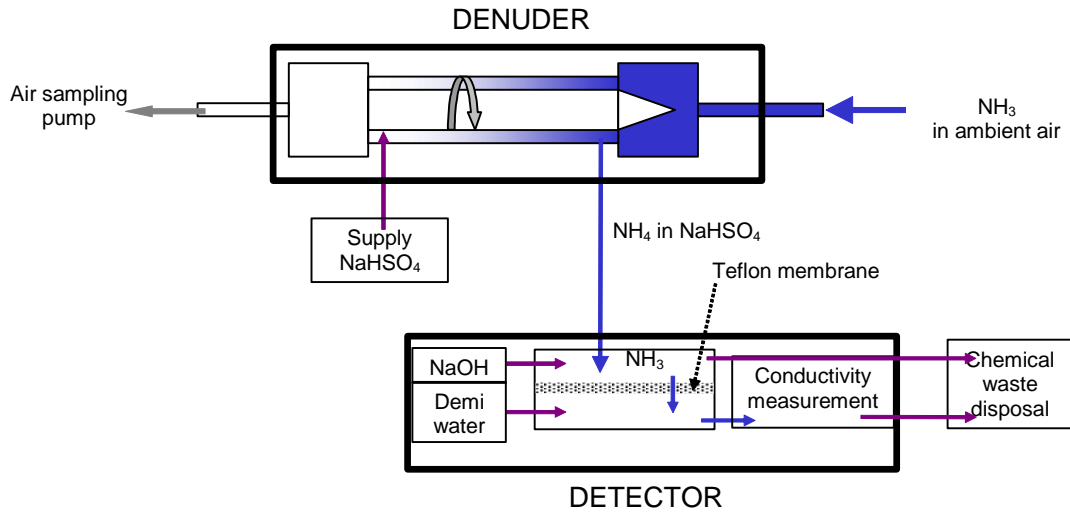 DENUDER
Air sampling
pump
NH₃
in ambient air
Supply
NaHSO₄
NH₄ in NaHSO₄
Teflon membrane
NaOH
Demi
water
NH₃
Conductivity
measurement
Chemical
waste
disposal
DETECTOR